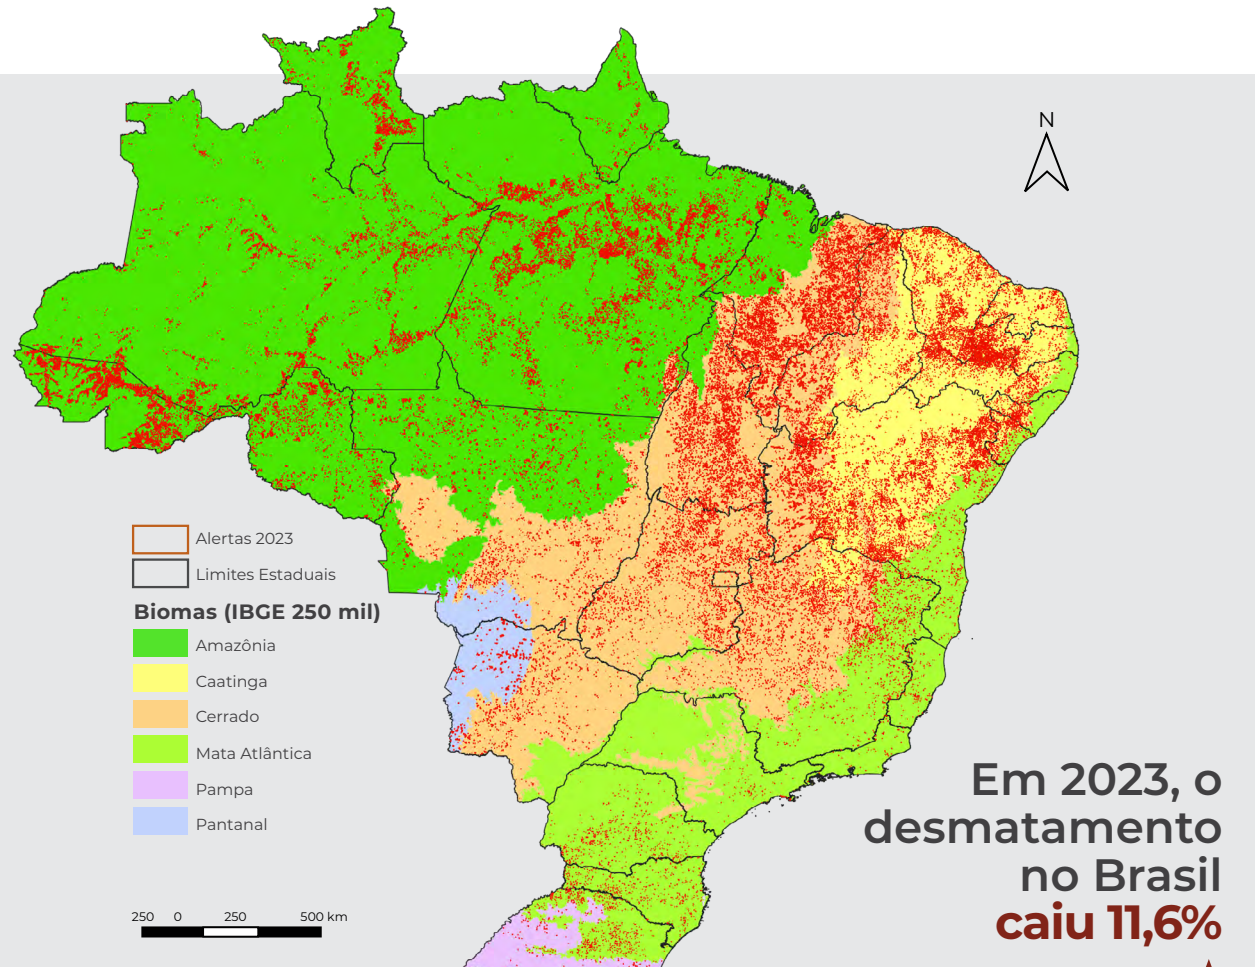 N
Alertas 2023
Limites Estaduais
Biomas (IBGE 250 mil)
Amazônia
Caatinga
Cerrado
Mata Atlântica
Pampa
Pantanal
250 0 250 500 km
Em 2023, o
desmatamento
no Brasil
caiu 11,6%